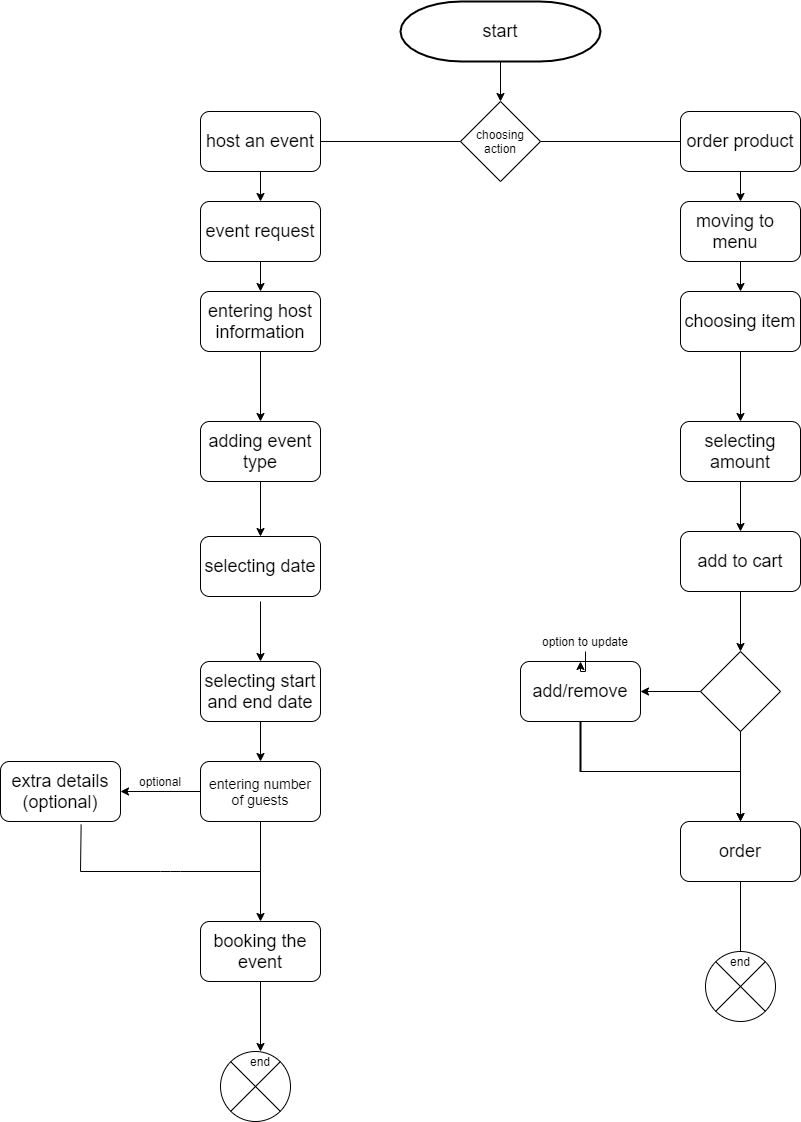 start
choosing
action
host an event
order product
event request
moving to
menu
entering host
information
choosing item
adding event
type
selecting
amount
selecting date
add to cart
option to update
selecting start
and end date
add/remove
extra details
(optional)
optional
entering number
of guests
order
booking the
event
end
end